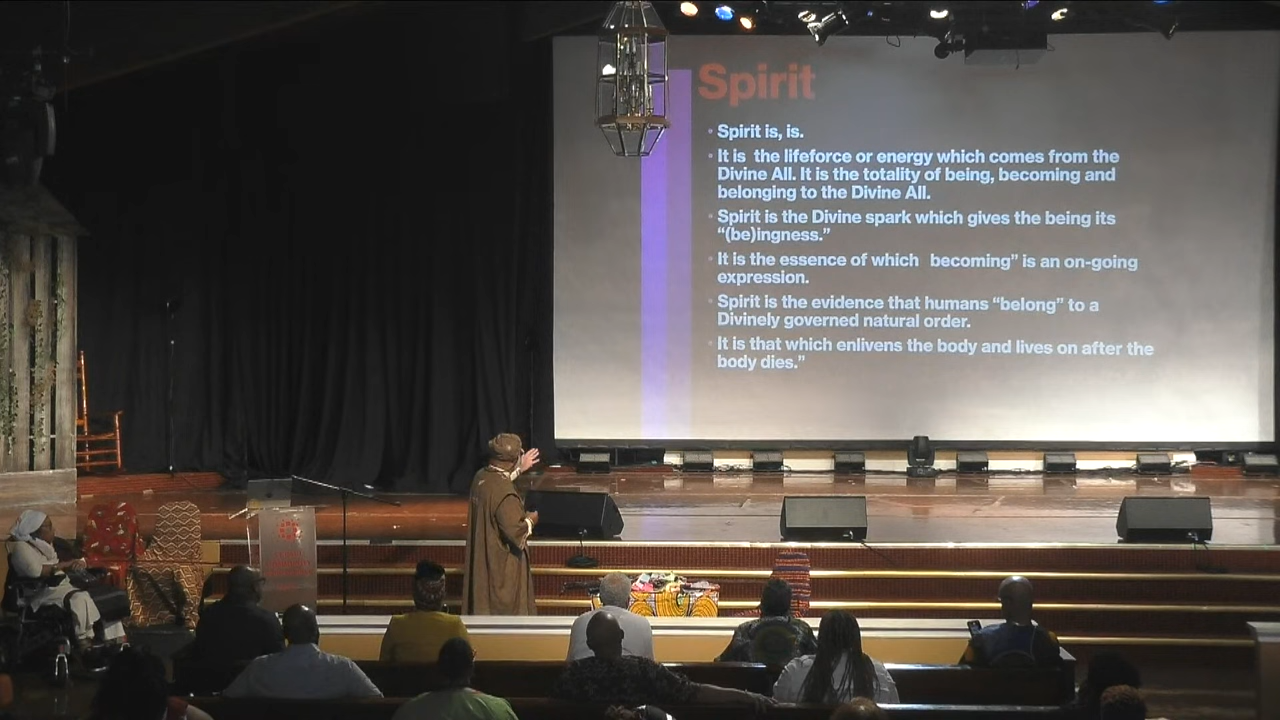 Spirit
• Spirit is, is.
• It is the lifeforce or energy which comes from the
Divine All. It is the totality of being, becoming and
belonging to the Divine All.
• Spirit is the Divine spark which gives the being its
“(be)ingness.”
• It is the essence of which becoming” is an on-going
expression.
• Spirit is the evidence that humans “belong” to a
Divinely governed natural order.
• It is that which enlivens the body and lives on after the
body dies.”